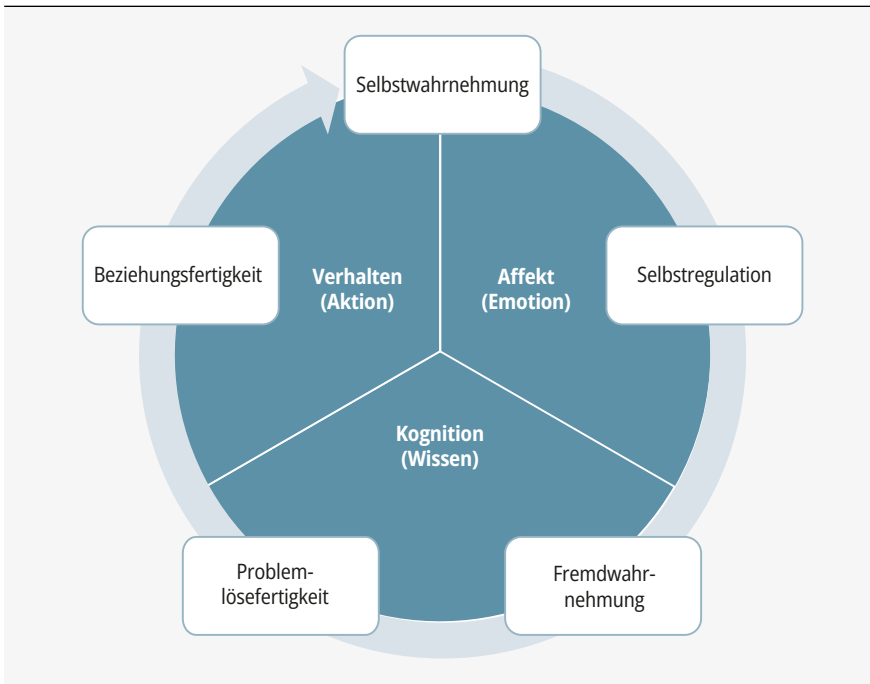 Selbstwahrnehmung
Beziehungsfertigkeit
Verhalten
(Aktion)
Affekt
(Emotion)
Selbstregulation
Kognition
(Wissen)
Problem-
lösefertigkeit
Fremdwahr-
nehmung